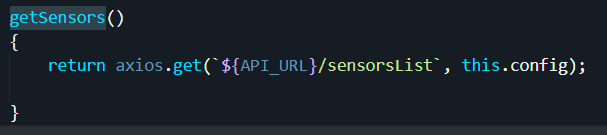 getSensors()
{
    return axios.get(`${API_URL}/sensorsList`, this.config);
}